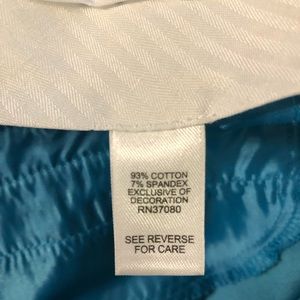 93% COTTON
7% SPANDEX
EXCLUSIVE OF
DECORATION
RN37080
SEE REVERSE
FOR CARE